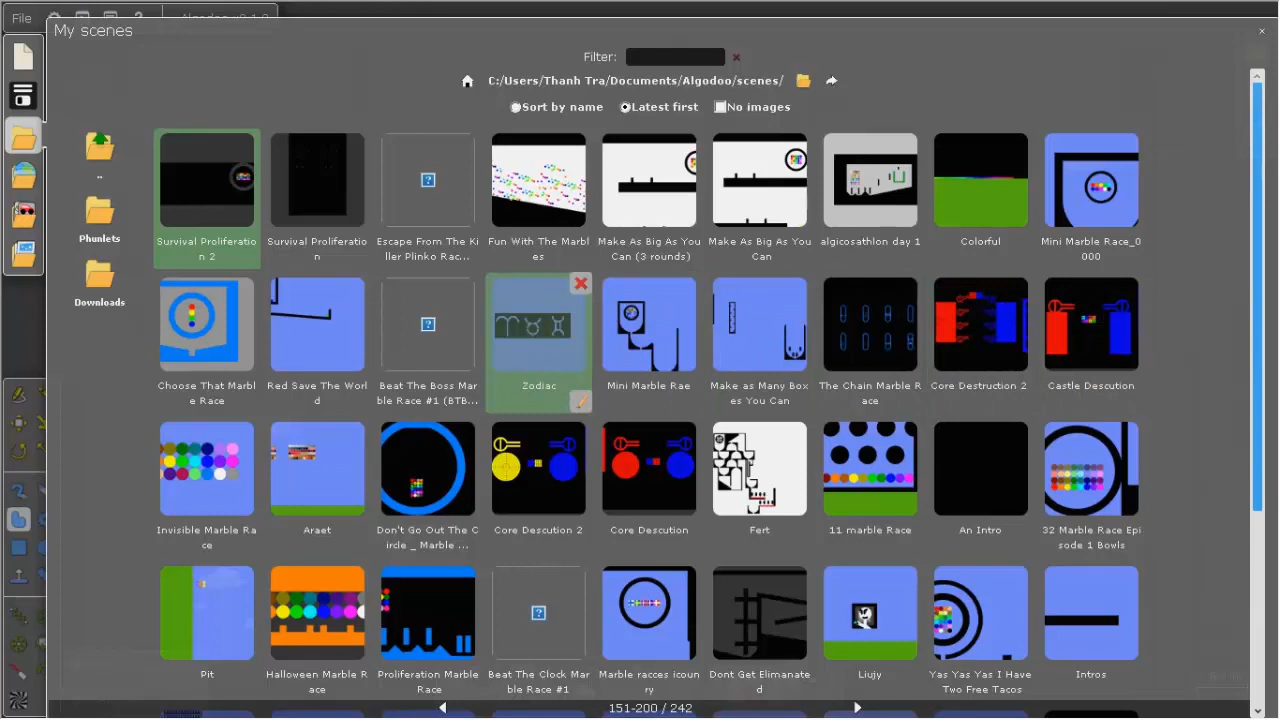 File
Algodoo v2.1.0
My scenes
Filter:
C:/Users/Thanh Tra/Documents/Algodoo/scenes/
Sort by name
Latest first
No images
..
Phunlets
Downloads
Survival Proliferatio
n 2
Survival Proliferatio
n
Escape From The Ki
ller Plinko Rac...
Fun With The Marbl
es
Make As Big As You
Can (3 rounds)
Make As Big As You
Can
algicosathlon day 1
Colorful
Mini Marble Race_0
000
Choose That Marbl
e Race
Red Save The Worl
d
Beat The Boss Mar
ble Race #1 (BTB...
Zodiac
Mini Marble Rae
Make as Many Box
es You Can
The Chain Marble R
ace
Core Destruction 2
Castle Descution
Invisible Marble Ra
ce
Araet
Don't Go Out The C
ircle _ Marble ...
Core Descution 2
Core Descution
Fert
11 marble Race
An Intro
32 Marble Race Epi
sode 1 Bowls
Pit
Halloween Marble R
ace
Proliferation Marble
Race
Beat The Clock Mar
ble Race #1
Marble racces icoun
ry
Dont Get Elimanate
d
Liujy
Yas Yas Yas I Have
Two Free Tacos
Intros
151-200 / 242